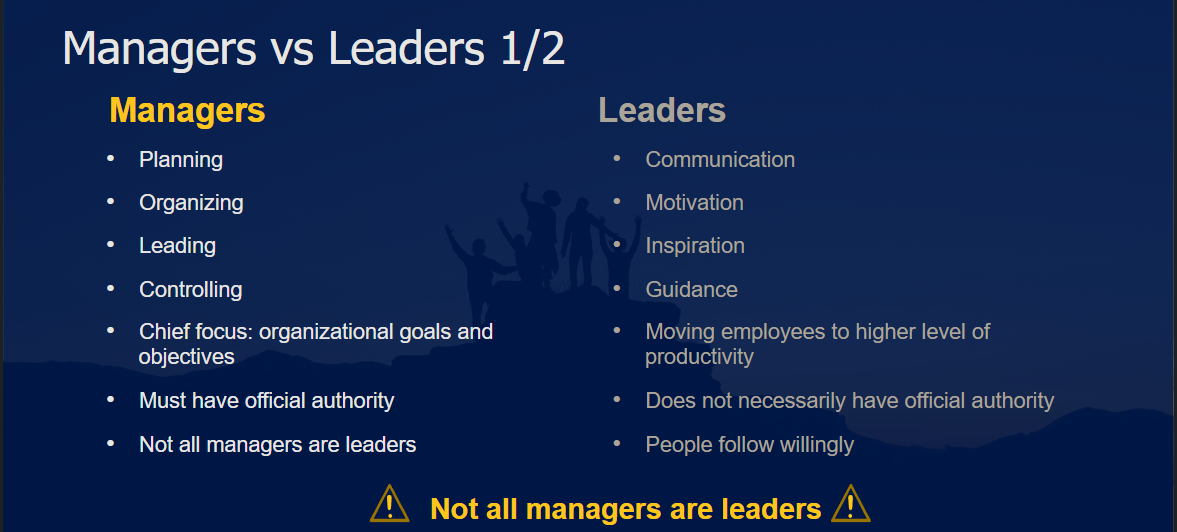 Managers vs Leaders 1/2
Managers
• Planning
• Organizing
• Leading
• Controlling
• Chief focus: organizational goals and
objectives
• Must have official authority
• Not all managers are leaders
Leaders
• Communication
• Motivation
• Inspiration
• Guidance
• Moving employees to higher level of
productivity
• Does not necessarily have official authority
• People follow willingly
Not all managers are leaders